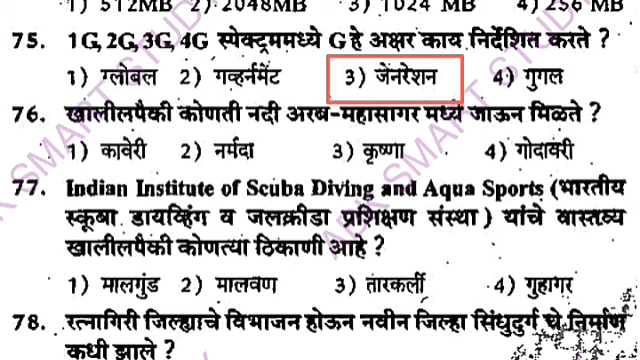 1) 512MB 2) 2048MB 3) 1024 MB 4) 256 MB
75. 1G, 2G, 3G, 4G स्पेक्ट्रममध्ये G हे अक्षर काय निर्देशित करते ?
1) ग्लोबल 2) गव्हर्नमेंट 3) जेनरेशन 4) गुगल
76. खालीलपैकी कोणती नदी अरब-महासागर मध्ये जाऊन मिळते ?
1) कावेरी 2) नर्मदा 3) कृष्णा 4) गोदावरी
77. Indian Institute of Scuba Diving and Aqua Sports (भारतीय
स्कूबा डायव्हिंग व जलक्रीडा प्रशिक्षण संस्था ) यांचे वास्तव्य
खालीलपैकी कोणत्या ठिकाणी आहे ?
1) मालगुंड 2) मालवण 3) तारकर्ली 4) गुहागर
78. रत्नागिरी जिल्ह्याचे विभाजन होऊन नवीन जिल्हा सिंधुदुर्ग चे निर्माण
कधी झाले ?